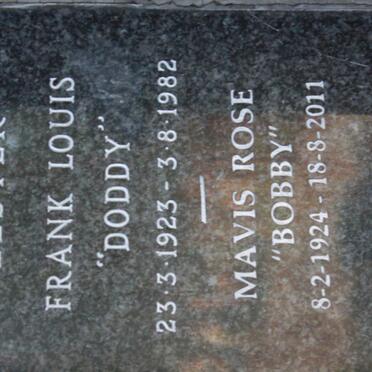 FRANK LOUIS
"DODDY"
23·3·1923 - 3·8·1982
MAVIS ROSE
"BOBBY"
8-2-1924 - 18-8-2011